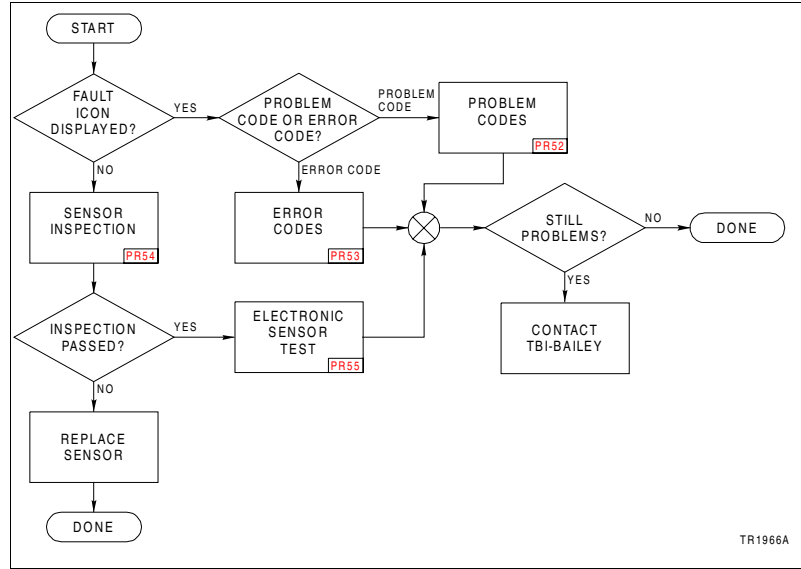 START
FAULT
ICON
DISPLAYED?
YES
PROBLEM
CODE OR ERROR
CODE?
PROBLEM
CODE
PROBLEM
CODES
PR52
NO
ERROR CODE
SENSOR
INSPECTION
PR54
ERROR
CODES
PR53
STILL
PROBLEMS?
NO
DONE
YES
INSPECTION
PASSED?
YES
ELECTRONIC
SENSOR
TEST
PR55
CONTACT
TBI-BAILEY
NO
REPLACE
SENSOR
DONE
TR1966A